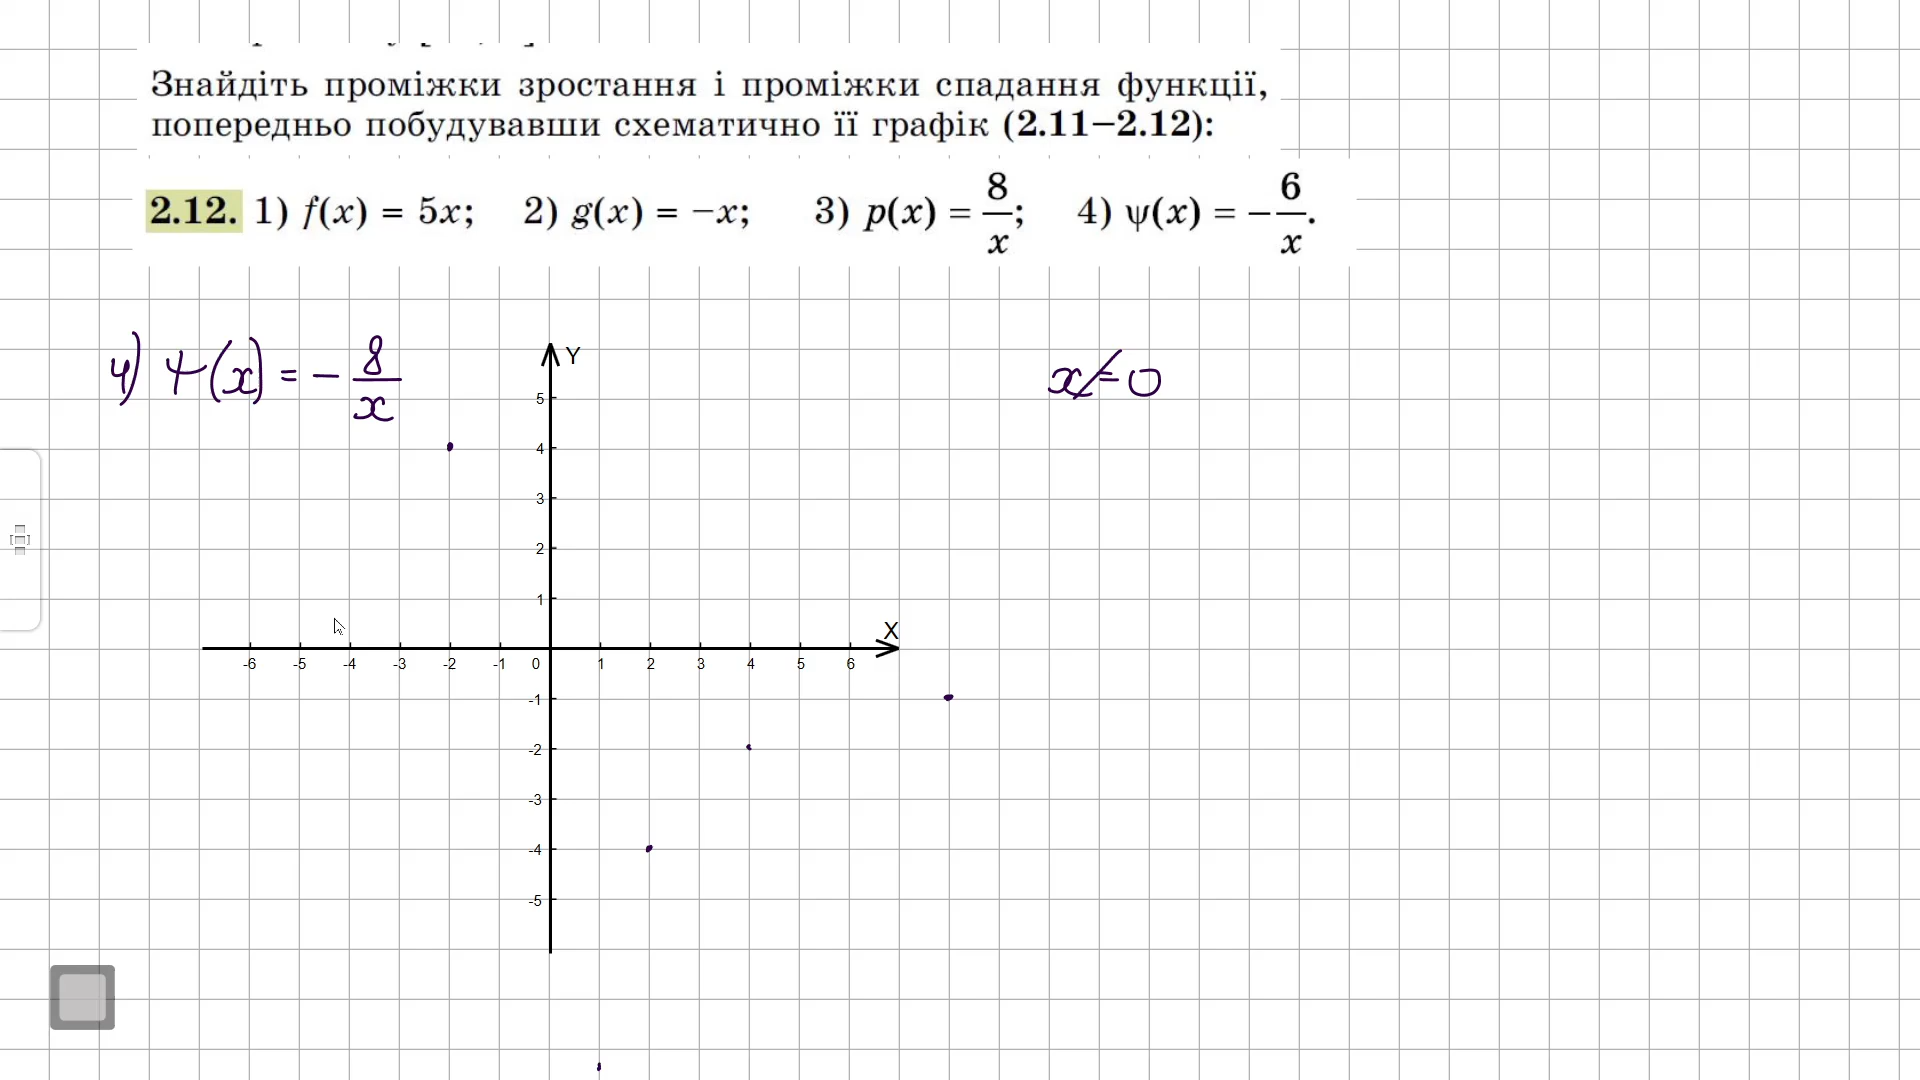 Знайдіть проміжки зростання і проміжки спадання функції,
попередньо побудувавши схематично її графік (2.11–2.12):
2.12. 1) f(x) = 5x; 2) g(x) = −x; 3) p(x) = 8/x; 4) ψ(x) = −6/x.
4) ψ(x) = − 8/x
x ≠ 0
Y
5
4
3
2
1
X
-6 -5 -4 -3 -2 -1 0 1 2 3 4 5 6
-1
-2
-3
-4
-5